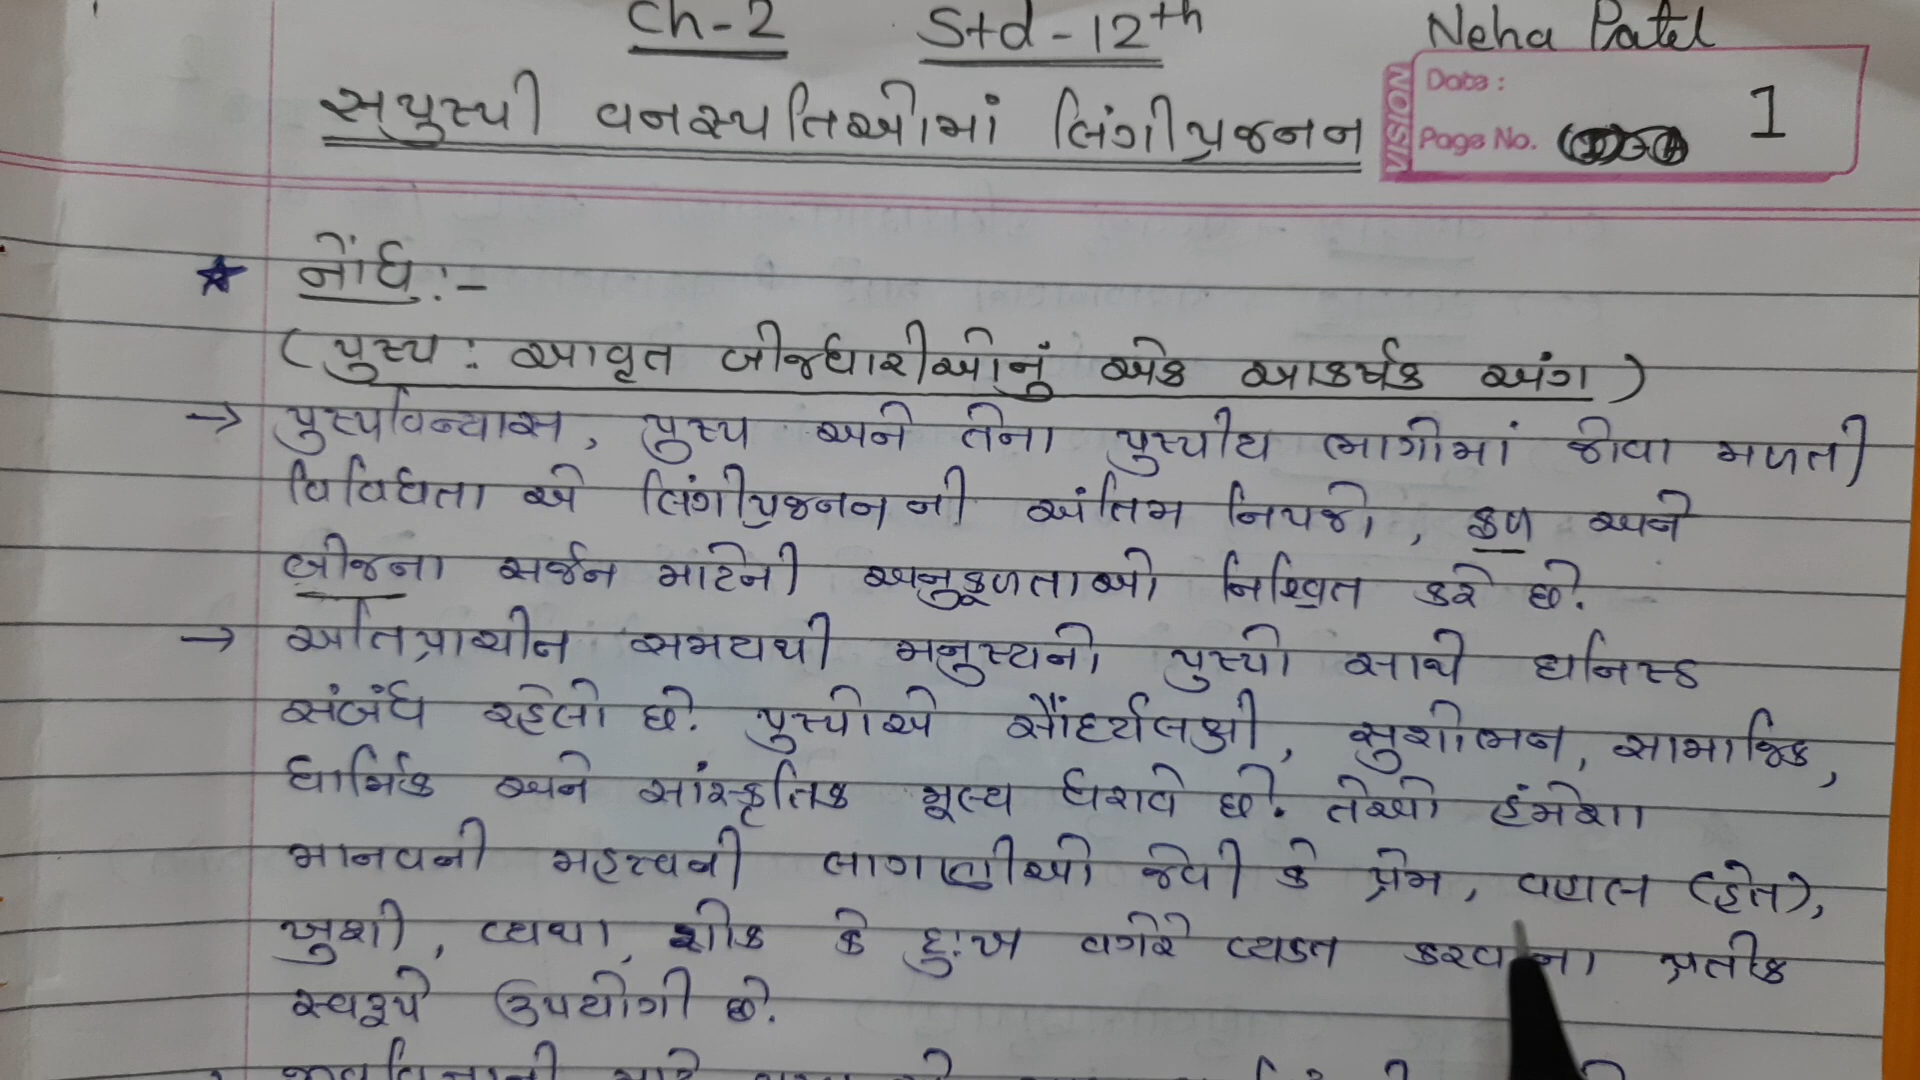 Ch-2 Std-12th Neha Patel
સપુષ્પી વનસ્પતિઓમાં લિંગીપ્રજનન
VISION
Date :
Page No. 1
નોંધ :-
(પુષ્પ : આવૃત બીજધારીઓનું એક આકર્ષક અંગ)
→ પુષ્પવિન્યાસ, પુષ્પ અને તેના પુષ્પીય ભાગોમાં જોવા મળતી
વિવિધતા એ લિંગીપ્રજનન ની અંતિમ નિપજો, ફળ અને
બીજના સર્જન માટેની અનુકૂળતાઓ નિશ્ચિત કરે છે.
→ અતિપ્રાચીન સમયથી મનુષ્યનો પુષ્પો સાથે ઘનિષ્ઠ
સંબંધ રહેલો છે. પુષ્પોએ સૌંદર્યલક્ષી, સુશોભન, સામાજિક,
ધાર્મિક અને સાંસ્કૃતિક મૂલ્ય ધરાવે છે. તેઓ હંમેશા
માનવની મહત્વની લાગણીઓ જેવી કે પ્રેમ, વહાલ (હેત),
ખુશી, વ્યથા, શોક કે દુઃખ વગેરે વ્યક્ત કરવાના પ્રતીક
સ્વરૂપે ઉપયોગી છે.